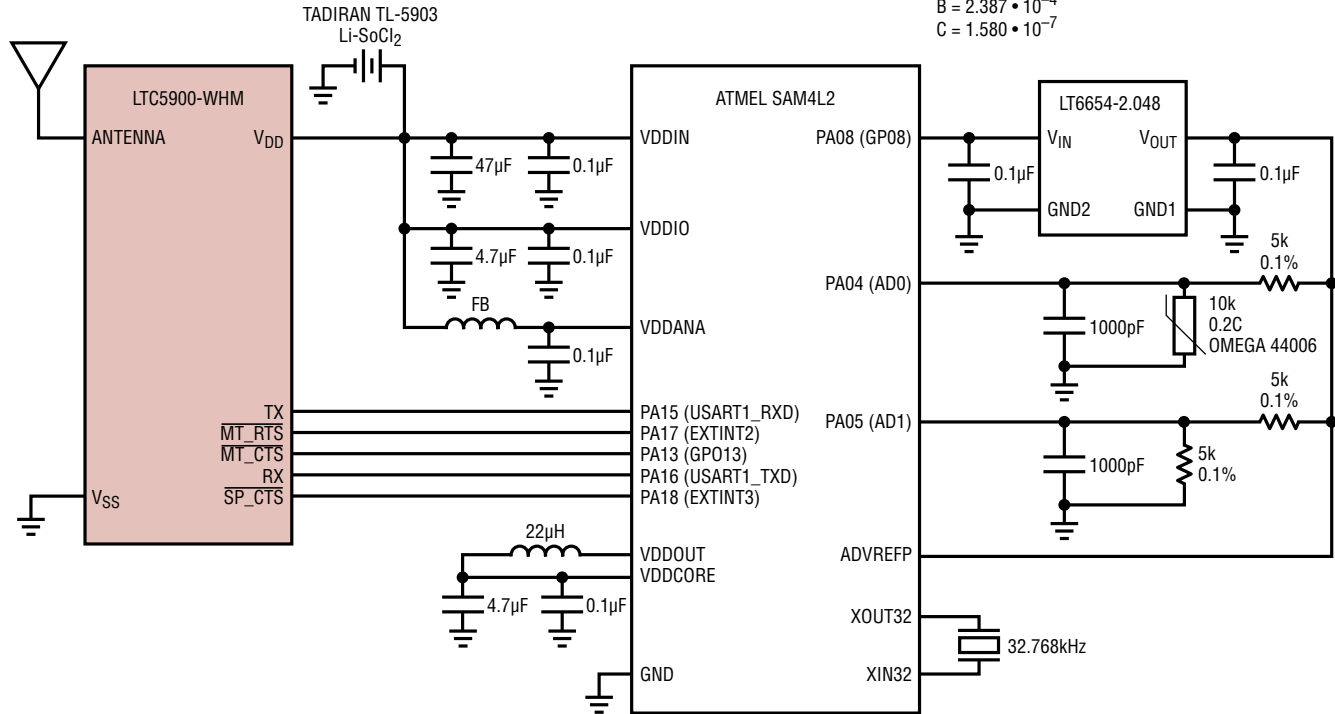 TADIRAN TL-5903
Li-SoCl₂
B = 2.387 • 10⁻⁴
C = 1.580 • 10⁻⁷
LTC5900-WHM
ANTENNA
V_DD
TX
MT_RTS
MT_CTS
RX
SP_CTS
V_SS
47µF
0.1µF
4.7µF
0.1µF
FB
0.1µF
22µH
4.7µF
0.1µF
ATMEL SAM4L2
VDDIN
VDDIO
VDDANA
PA15 (USART1_RXD)
PA17 (EXTINT2)
PA13 (GPO13)
PA16 (USART1_TXD)
PA18 (EXTINT3)
VDDOUT
VDDCORE
GND
PA08 (GP08)
PA04 (AD0)
PA05 (AD1)
ADVREFP
XOUT32
XIN32
0.1µF
LT6654-2.048
V_IN
V_OUT
GND2
GND1
0.1µF
5k
0.1%
1000pF
10k
0.2C
OMEGA 44006
5k
0.1%
1000pF
5k
0.1%
32.768kHz